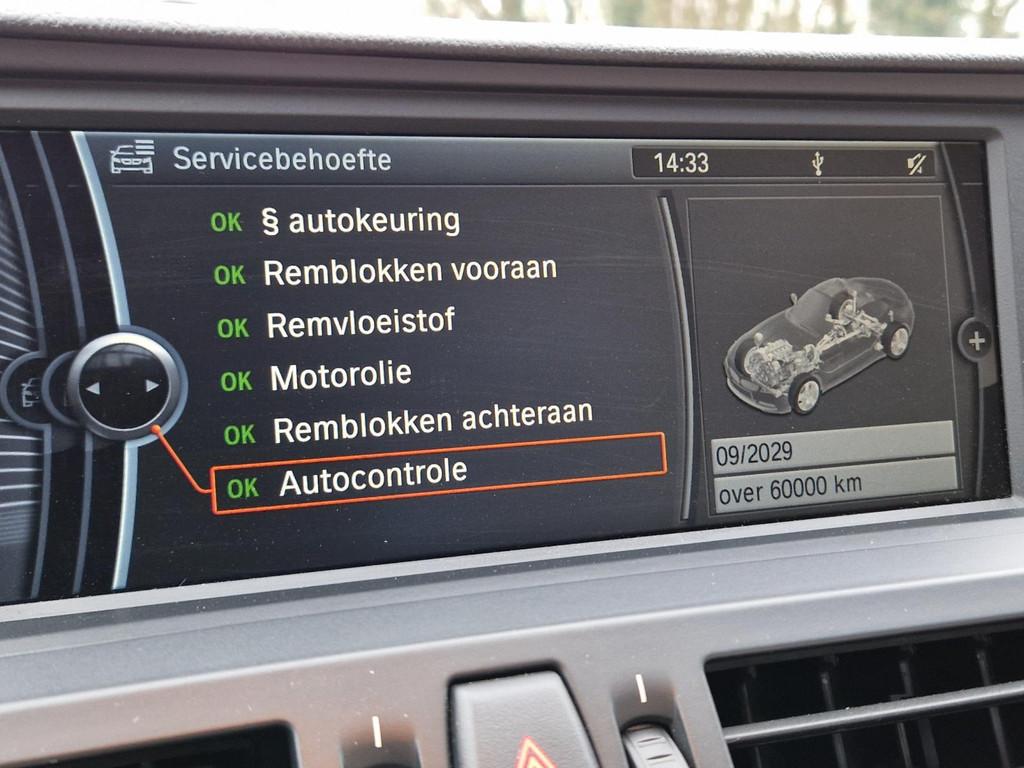 Servicebehoefte
14:33
OK § autokeuring
OK Remblokken vooraan
OK Remvloeistof
OK Motorolie
OK Remblokken achteraan
OK Autocontrole
09/2029
over 60000 km